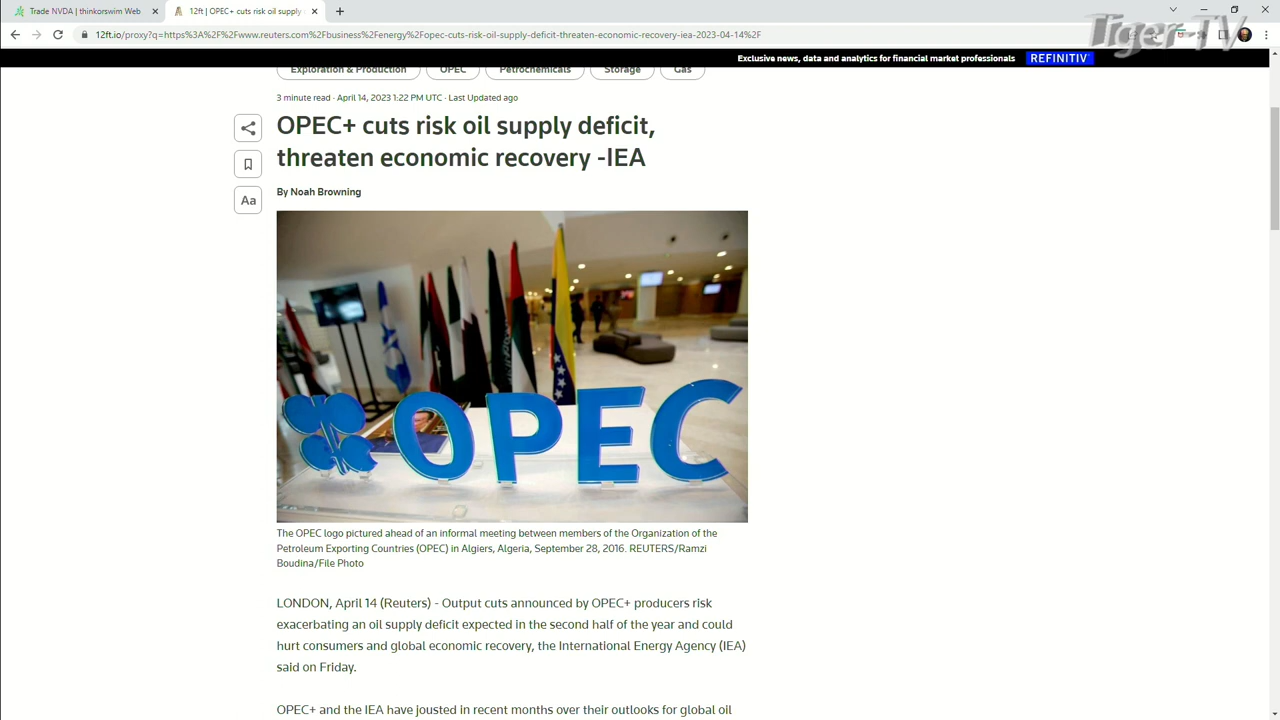 Trade NVDA | thinkorswim Web
12ft | OPEC+ cuts risk oil supply
Tiger TV
12ft.io/proxy?q=https%3A%2F%2Fwww.reuters.com%2Fbusiness%2Fenergy%2Fopec-cuts-risk-oil-supply-deficit-threaten-economic-recovery-iea-2023-04-14%2F
Exclusive news, data and analytics for financial market professionals REFINITIV
Exploration & Production OPEC Petrochemicals Storage Gas
3 minute read · April 14, 2023 1:22 PM UTC · Last Updated ago
OPEC+ cuts risk oil supply deficit,
threaten economic recovery -IEA
Aa
By Noah Browning
OPEC
The OPEC logo pictured ahead of an informal meeting between members of the Organization of the
Petroleum Exporting Countries (OPEC) in Algiers, Algeria, September 28, 2016. REUTERS/Ramzi
Boudina/File Photo
LONDON, April 14 (Reuters) - Output cuts announced by OPEC+ producers risk
exacerbating an oil supply deficit expected in the second half of the year and could
hurt consumers and global economic recovery, the International Energy Agency (IEA)
said on Friday.
OPEC+ and the IEA have jousted in recent months over their outlooks for global oil